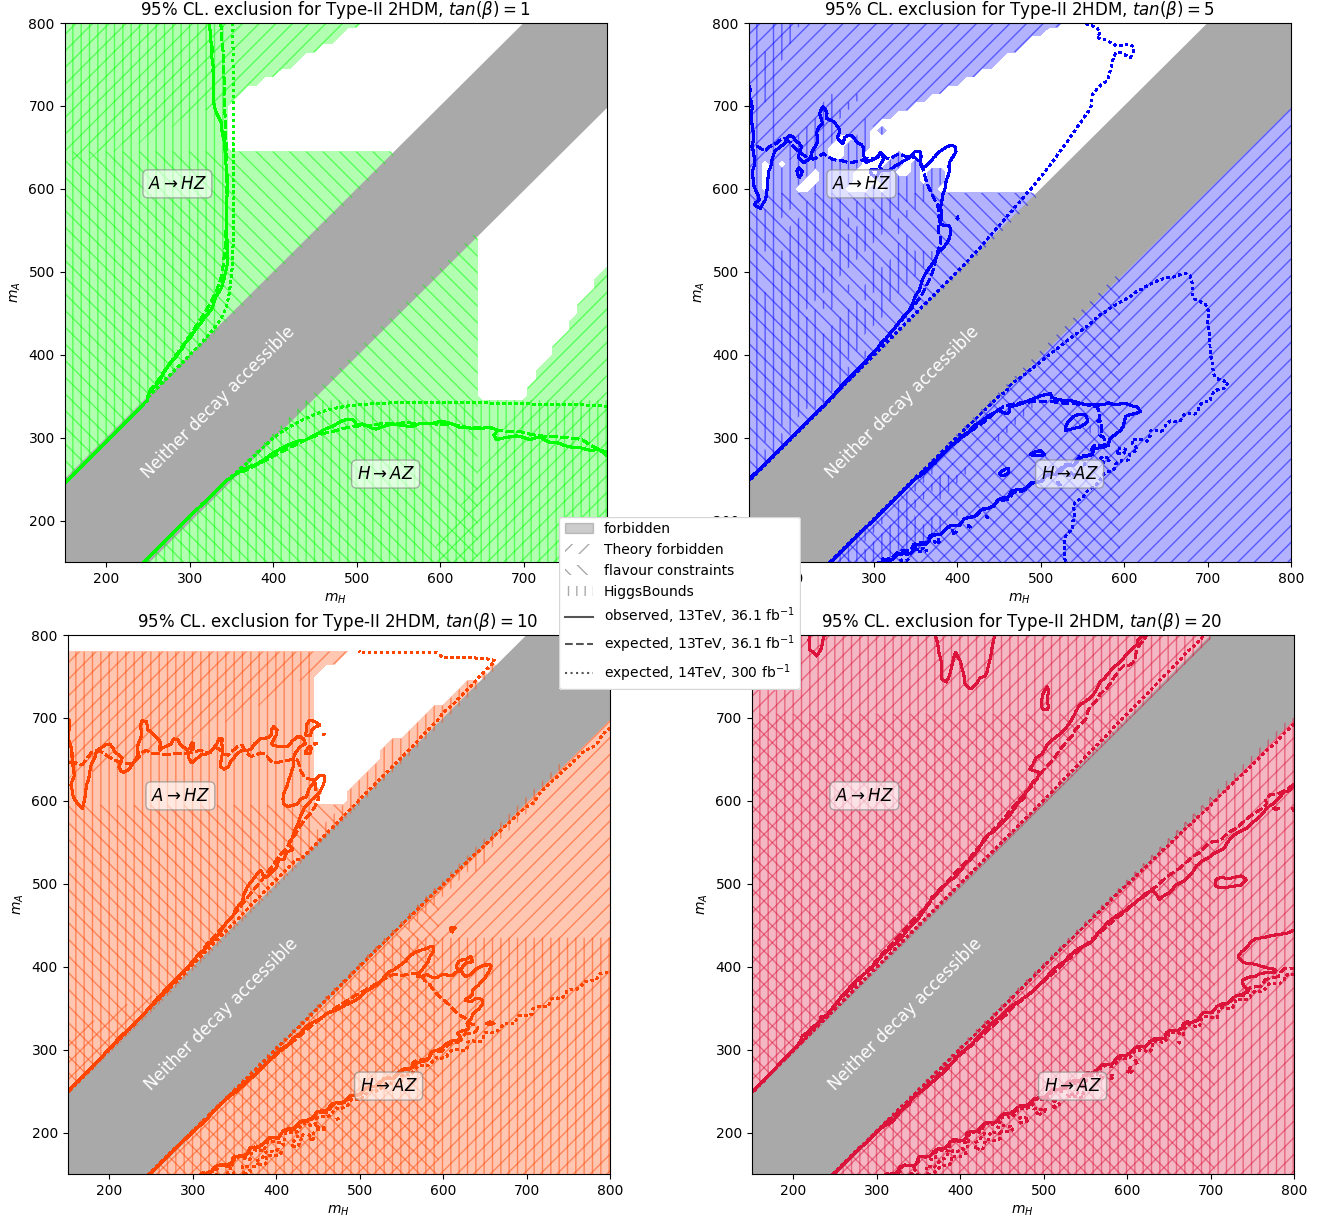 95% CL. exclusion for Type-II 2HDM, tan(β) = 1
800
700
600
500
400
300
200
m_A
A → HZ
Neither decay accessible
H → AZ
200 300 400 500 600 700
m_H
95% CL. exclusion for Type-II 2HDM, tan(β) = 5
800
700
600
500
400
300
m_A
A → HZ
Neither decay accessible
H → AZ
300 400 500 600 700 800
m_H
forbidden
Theory forbidden
flavour constraints
HiggsBounds
observed, 13TeV, 36.1 fb⁻¹
expected, 13TeV, 36.1 fb⁻¹
expected, 14TeV, 300 fb⁻¹
95% CL. exclusion for Type-II 2HDM, tan(β) = 10
800
700
600
500
400
300
200
m_A
A → HZ
Neither decay accessible
H → AZ
200 300 400 500 600 700 800
m_H
95% CL. exclusion for Type-II 2HDM, tan(β) = 20
800
700
600
500
400
300
200
m_A
A → HZ
Neither decay accessible
H → AZ
200 300 400 500 600 700 800
m_H